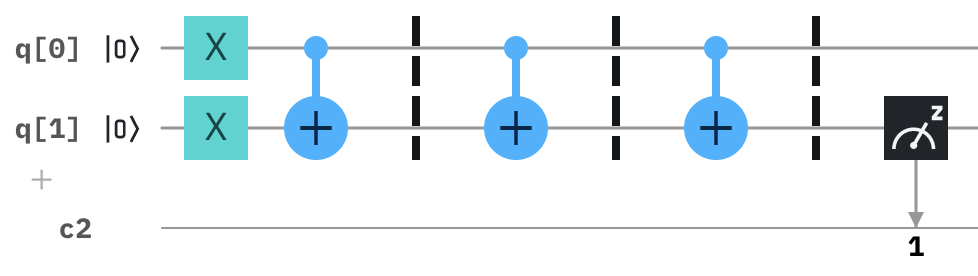 q[0] |0⟩ X
q[1] |0⟩ X z
+
c2
1